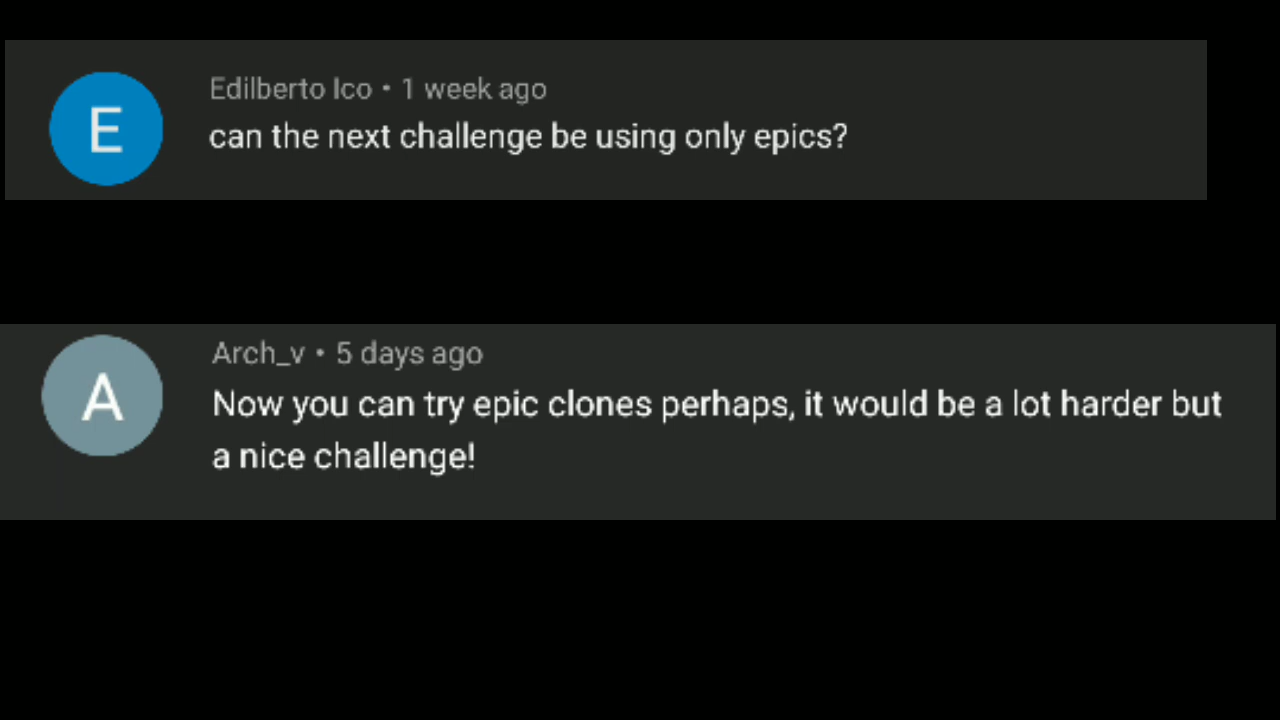 E
Edilberto Ico • 1 week ago
can the next challenge be using only epics?
A
Arch_v • 5 days ago
Now you can try epic clones perhaps, it would be a lot harder but
a nice challenge!